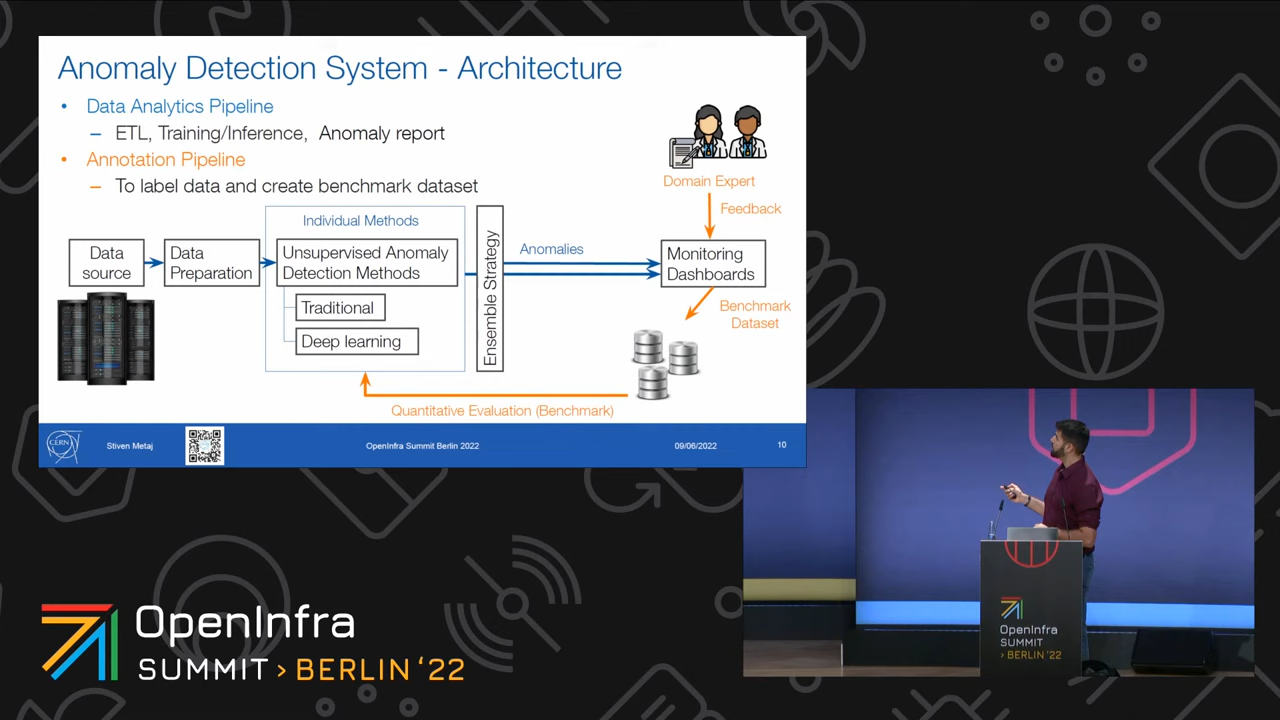 Anomaly Detection System - Architecture
• Data Analytics Pipeline
– ETL, Training/Inference, Anomaly report
• Annotation Pipeline
– To label data and create benchmark dataset
Domain Expert
Feedback
Individual Methods
Data
source
Data
Preparation
Unsupervised Anomaly
Detection Methods
Traditional
Deep learning
Ensemble Strategy
Anomalies
Monitoring
Dashboards
Benchmark
Dataset
Quantitative Evaluation (Benchmark)
CERN
Stiven Metaj
OpenInfra Summit Berlin 2022
09/06/2022
10
OpenInfra
SUMMIT > BERLIN ‘22
OpenInfra
SUMMIT
> BERLIN ‘22